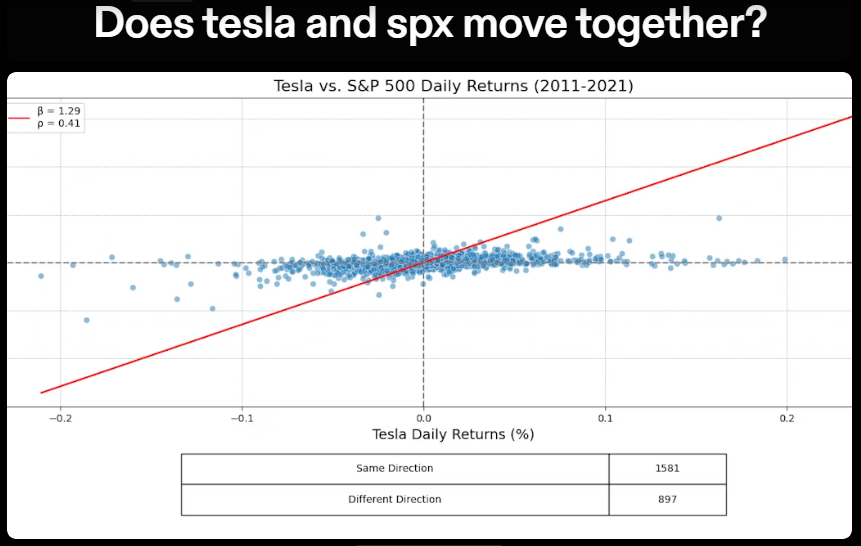 Does tesla and spx move together?
Tesla vs. S&P 500 Daily Returns (2011-2021)
β = 1.29
ρ = 0.41
−0.2
−0.1
0.0
0.1
0.2
Tesla Daily Returns (%)
Same Direction 1581
Different Direction 897